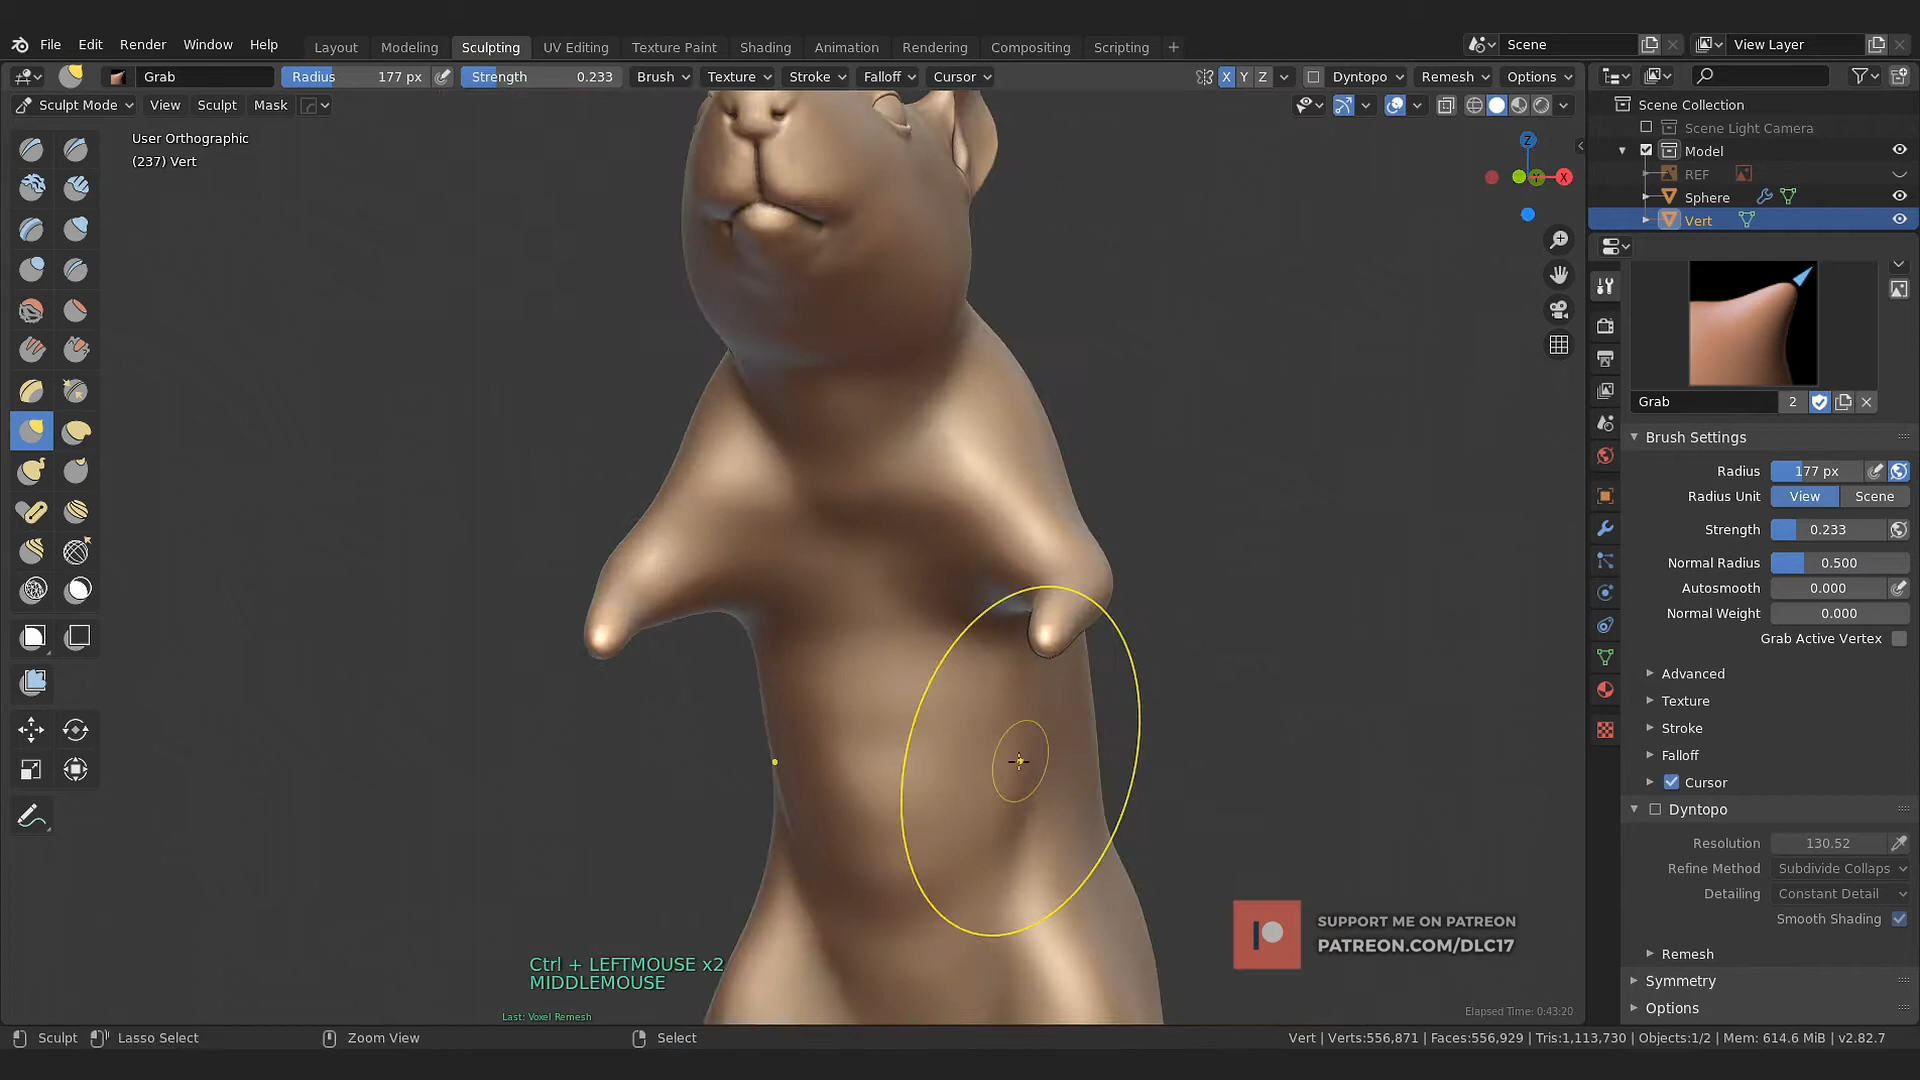 File Edit Render Window Help Layout Modeling Sculpting UV Editing Texture Paint Shading Animation Rendering Compositing Scripting + Scene View Layer
Grab Radius 177 px Strength 0.233 Brush Texture Stroke Falloff Cursor X Y Z Dyntopo Remesh Options
Sculpt Mode View Sculpt Mask
User Orthographic
(237) Vert
Z
X
Y
Scene Collection
Scene Light Camera
Model
REF
Sphere
Vert
Grab 2
Brush Settings
Radius 177 px
Radius Unit View Scene
Strength 0.233
Normal Radius 0.500
Autosmooth 0.000
Normal Weight 0.000
Grab Active Vertex
Advanced
Texture
Stroke
Falloff
Cursor
Dyntopo
Resolution 130.52
Refine Method Subdivide Collaps
Detailing Constant Detail
Smooth Shading
Remesh
Symmetry
Options
SUPPORT ME ON PATREON
PATREON.COM/DLC17
Ctrl + LEFTMOUSE x2
MIDDLEMOUSE
Last: Voxel Remesh
Elapsed Time: 0:43:20
Sculpt Lasso Select Zoom View Select Vert | Verts:556,871 | Faces:556,929 | Tris:1,113,730 | Objects:1/2 | Mem: 614.6 MiB | v2.82.7